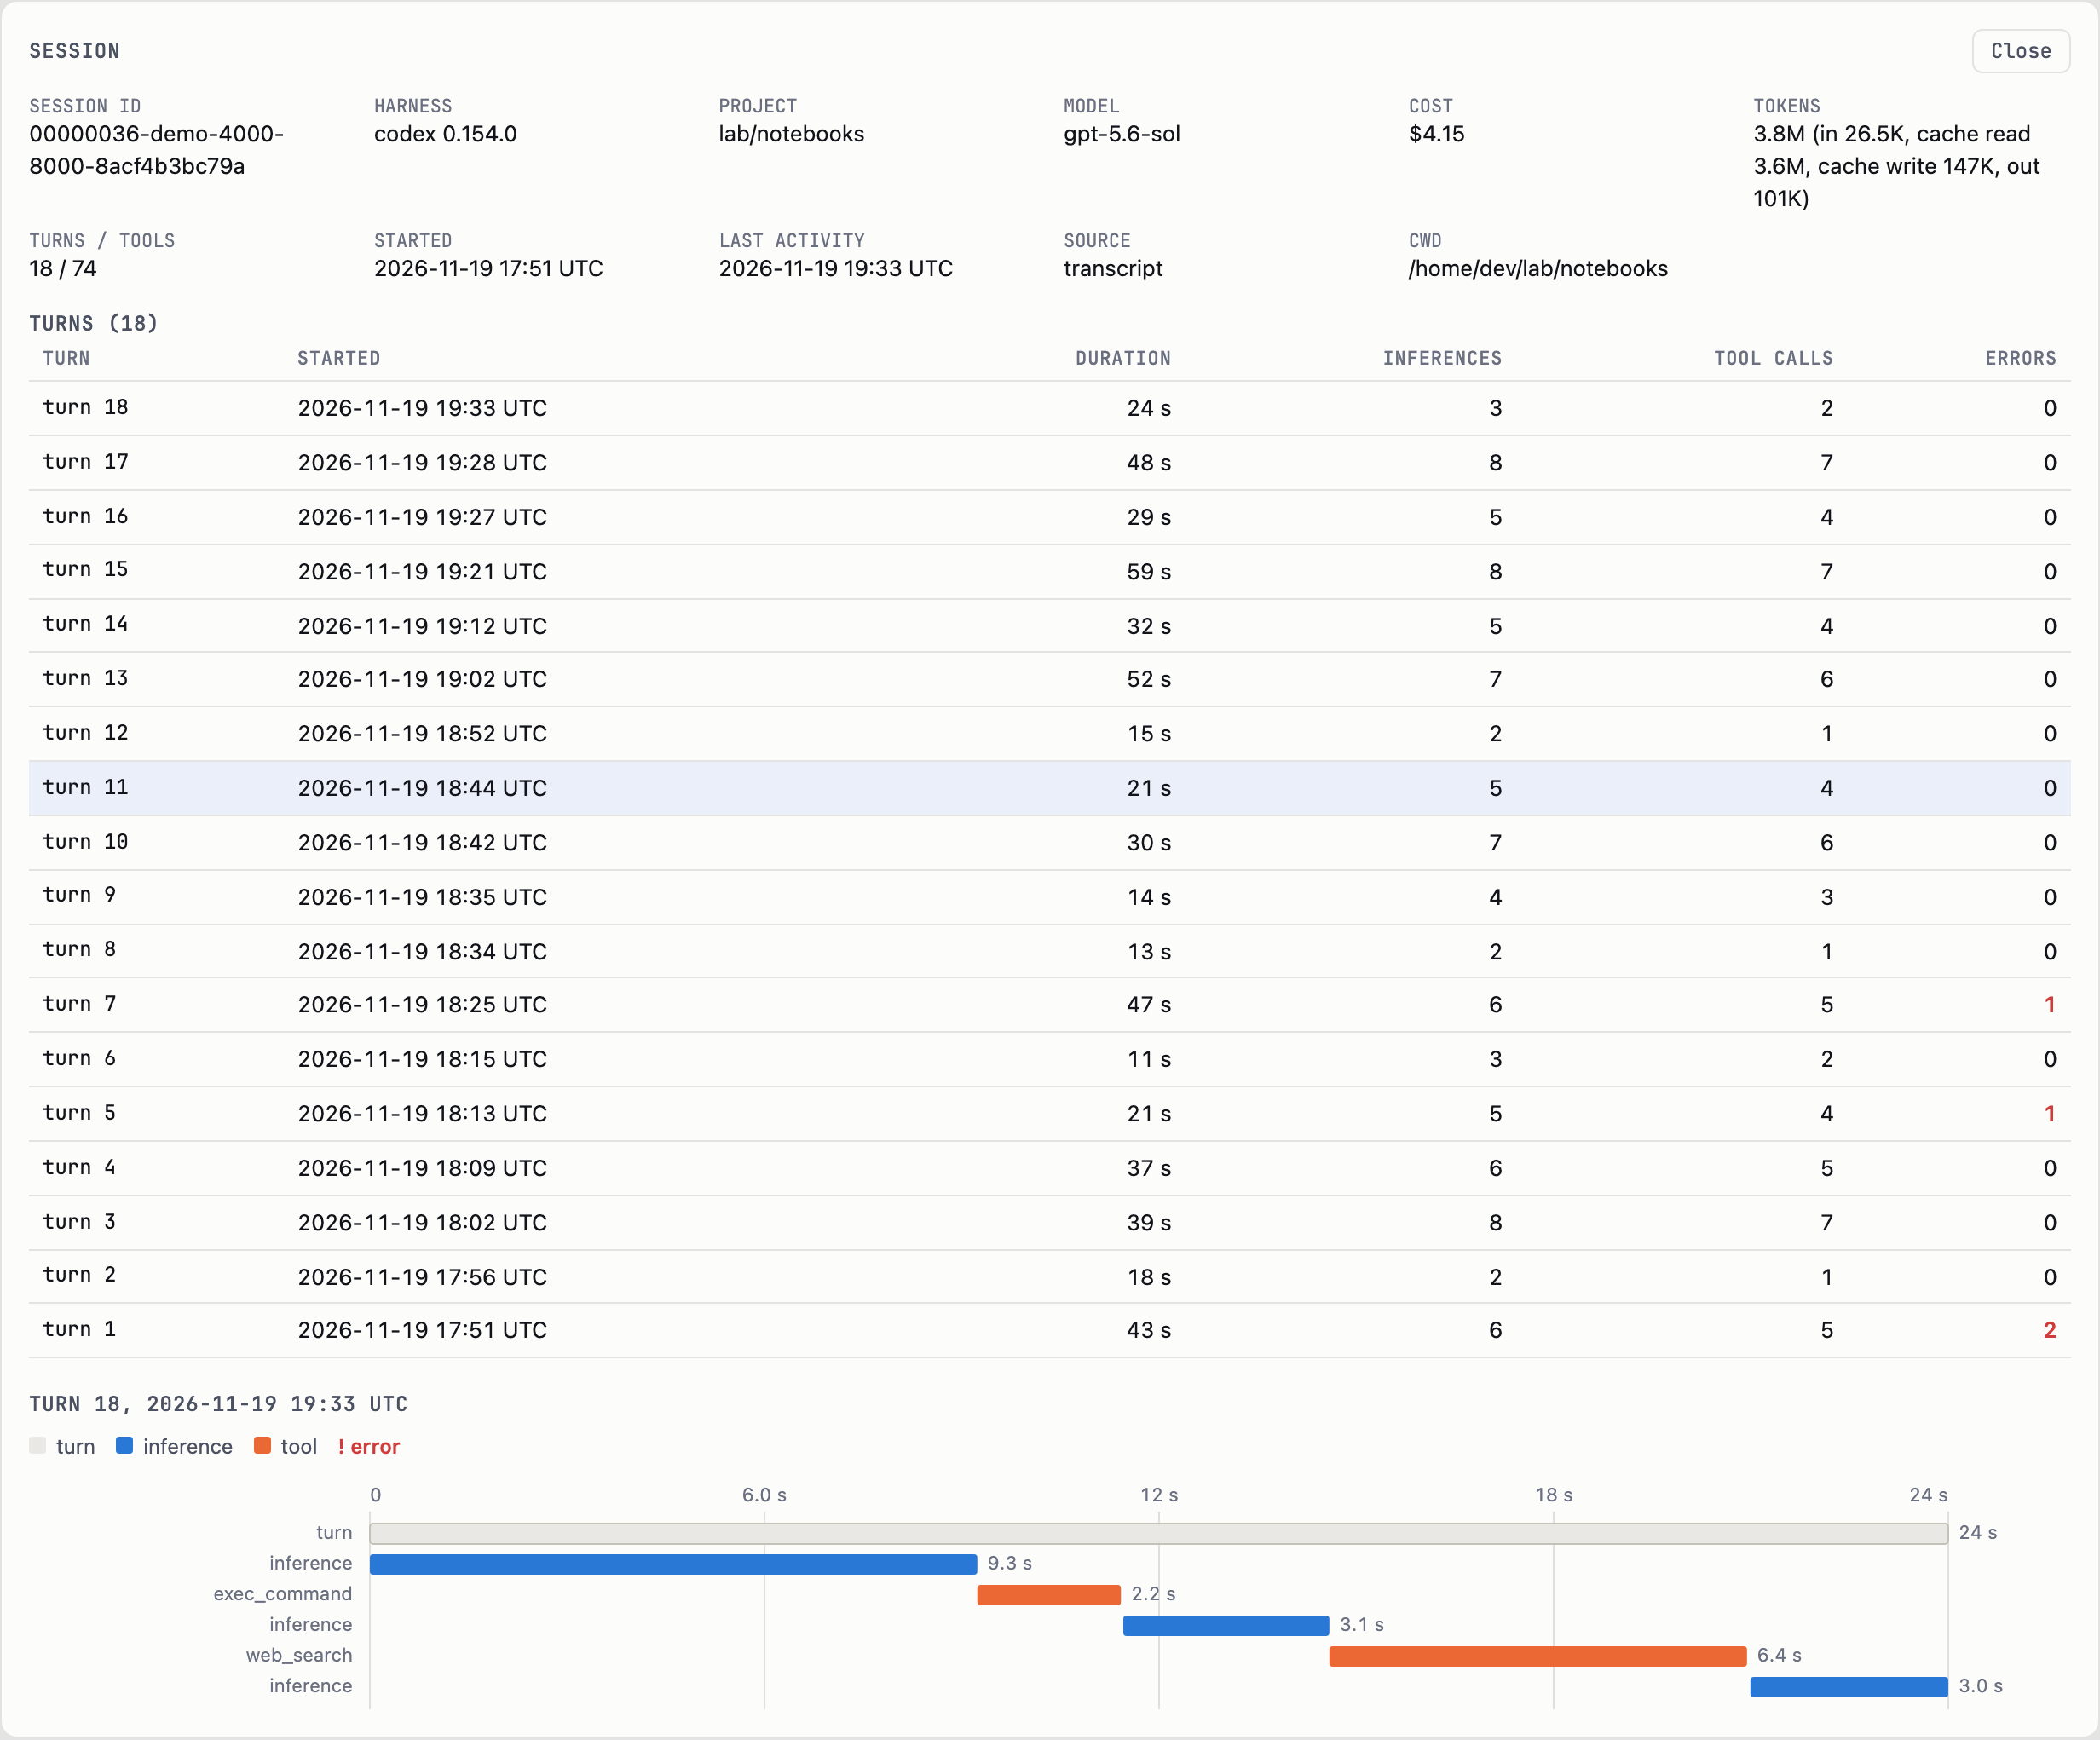 SESSION
Close
SESSION ID
00000036-demo-4000-
8000-8acf4b3bc79a
HARNESS
codex 0.154.0
PROJECT
lab/notebooks
MODEL
gpt-5.6-sol
COST
$4.15
TOKENS
3.8M (in 26.5K, cache read
3.6M, cache write 147K, out
101K)
TURNS / TOOLS
18 / 74
STARTED
2026-11-19 17:51 UTC
LAST ACTIVITY
2026-11-19 19:33 UTC
SOURCE
transcript
CWD
/home/dev/lab/notebooks
TURNS (18)
TURN STARTED DURATION INFERENCES TOOL CALLS ERRORS
turn 18 2026-11-19 19:33 UTC 24 s 3 2 0
turn 17 2026-11-19 19:28 UTC 48 s 8 7 0
turn 16 2026-11-19 19:27 UTC 29 s 5 4 0
turn 15 2026-11-19 19:21 UTC 59 s 8 7 0
turn 14 2026-11-19 19:12 UTC 32 s 5 4 0
turn 13 2026-11-19 19:02 UTC 52 s 7 6 0
turn 12 2026-11-19 18:52 UTC 15 s 2 1 0
turn 11 2026-11-19 18:44 UTC 21 s 5 4 0
turn 10 2026-11-19 18:42 UTC 30 s 7 6 0
turn 9 2026-11-19 18:35 UTC 14 s 4 3 0
turn 8 2026-11-19 18:34 UTC 13 s 2 1 0
turn 7 2026-11-19 18:25 UTC 47 s 6 5 1
turn 6 2026-11-19 18:15 UTC 11 s 3 2 0
turn 5 2026-11-19 18:13 UTC 21 s 5 4 1
turn 4 2026-11-19 18:09 UTC 37 s 6 5 0
turn 3 2026-11-19 18:02 UTC 39 s 8 7 0
turn 2 2026-11-19 17:56 UTC 18 s 2 1 0
turn 1 2026-11-19 17:51 UTC 43 s 6 5 2
TURN 18, 2026-11-19 19:33 UTC
turn inference tool ! error
0 6.0 s 12 s 18 s 24 s
turn 24 s
inference 9.3 s
exec_command 2.2 s
inference 3.1 s
web_search 6.4 s
inference 3.0 s